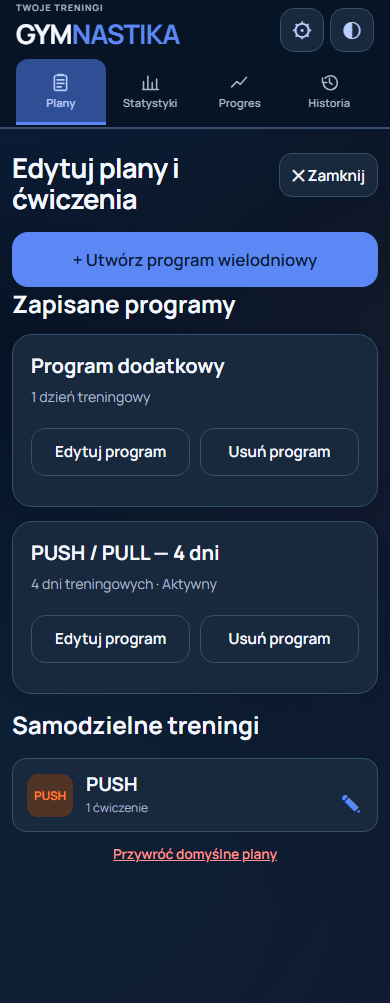 TWOJE TRENINGI
GYMNASTIKA
Plany
Statystyki
Progres
Historia
Edytuj plany i
ćwiczenia
Zamknij
+ Utwórz program wielodniowy
Zapisane programy
Program dodatkowy
1 dzień treningowy
Edytuj program
Usuń program
PUSH / PULL — 4 dni
4 dni treningowych · Aktywny
Edytuj program
Usuń program
Samodzielne treningi
PUSH
PUSH
1 ćwiczenie
Przywróć domyślne plany